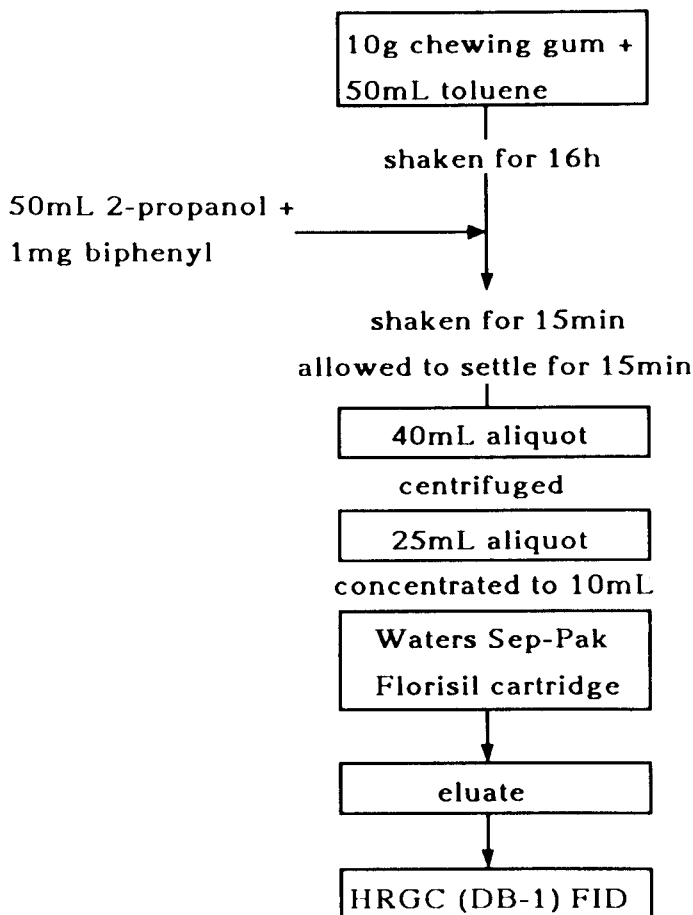 10g chewing gum +
50mL toluene
shaken for 16h
50mL 2-propanol +
1mg biphenyl
shaken for 15min
allowed to settle for 15min
40mL aliquot
centrifuged
25mL aliquot
concentrated to 10mL
Waters Sep-Pak
Florisil cartridge
eluate
HRGC (DB-1) FID